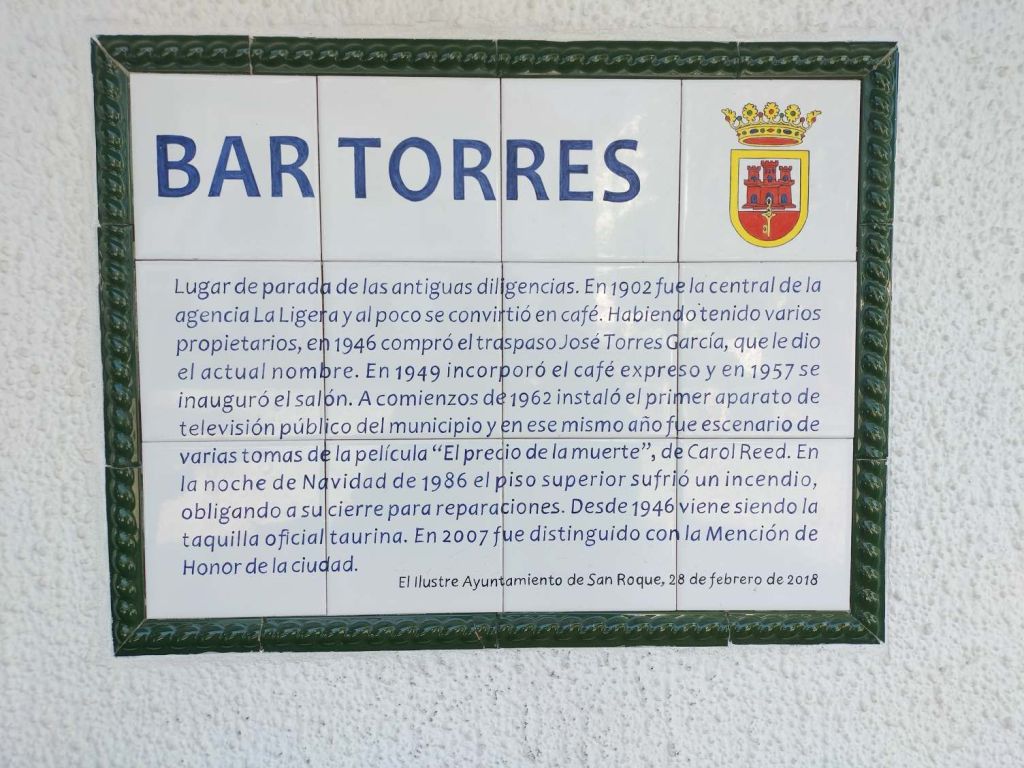 BAR TORRES
Lugar de parada de las antiguas diligencias. En 1902 fue la central de la
agencia La Ligera y al poco se convirtió en café. Habiendo tenido varios
propietarios, en 1946 compró el traspaso José Torres García, que le dio
el actual nombre. En 1949 incorporó el café expreso y en 1957 se
inauguró el salón. A comienzos de 1962 instaló el primer aparato de
televisión público del municipio y en ese mismo año fue escenario de
varias tomas de la película “El precio de la muerte”, de Carol Reed. En
la noche de Navidad de 1986 el piso superior sufrió un incendio,
obligando a su cierre para reparaciones. Desde 1946 viene siendo la
taquilla oficial taurina. En 2007 fue distinguido con la Mención de
Honor de la ciudad.
El Ilustre Ayuntamiento de San Roque, 28 de febrero de 2018